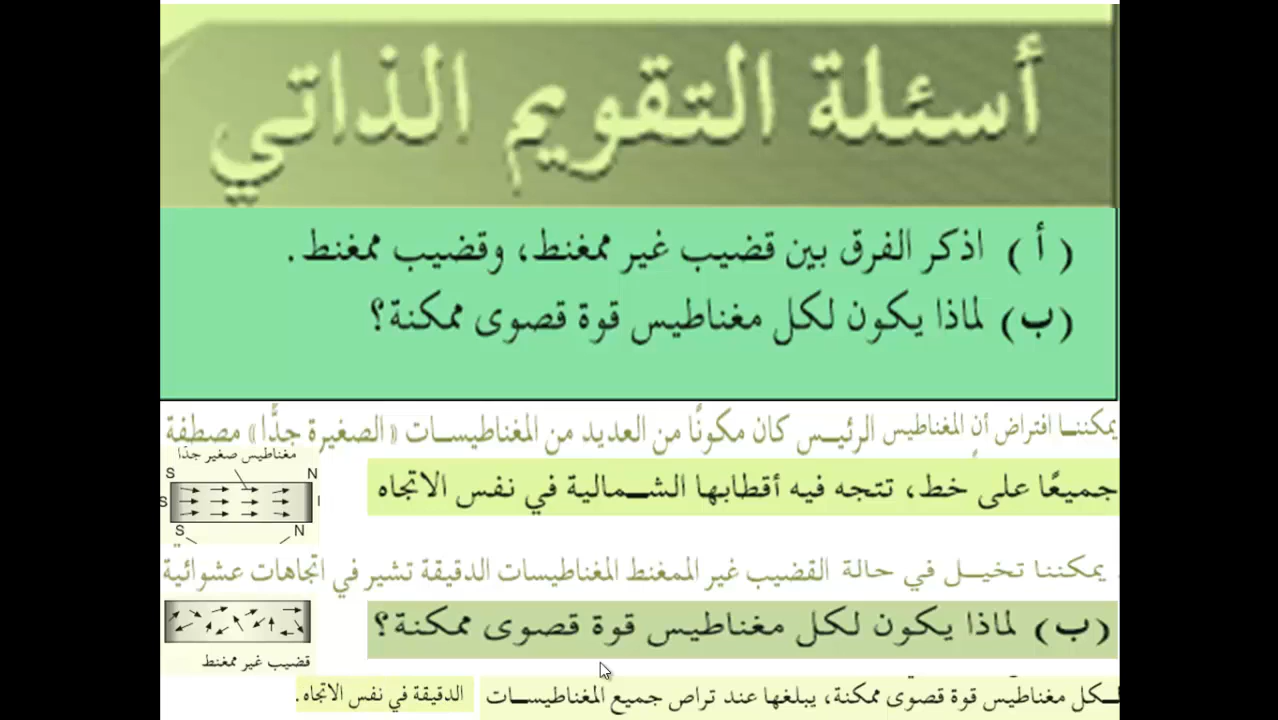 أسئلة التقويم الذاتي
( أ ) اذكر الفرق بين قضيب غير ممغنط، وقضيب ممغنط.
(ب) لماذا يكون لكل مغناطيس قوة قصوى ممكنة؟
يمكننا افتراض أن المغناطيس الرئيس كان مكونًا من العديد من المغناطيسات «الصغيرة جدًّا» مصطفة
جميعًا على خط، تتجه فيه أقطابها الشمالية في نفس الاتجاه
مغناطيس صغير جدًا
S N
S
S N
يمكننا تخيل في حالة القضيب غير الممغنط المغناطيسات الدقيقة تشير في اتجاهات عشوائية
(ب) لماذا يكون لكل مغناطيس قوة قصوى ممكنة؟
قضيب غير ممغنط
لكل مغناطيس قوة قصوى ممكنة، يبلغها عند تراص جميع المغناطيسات الدقيقة في نفس الاتجاه.